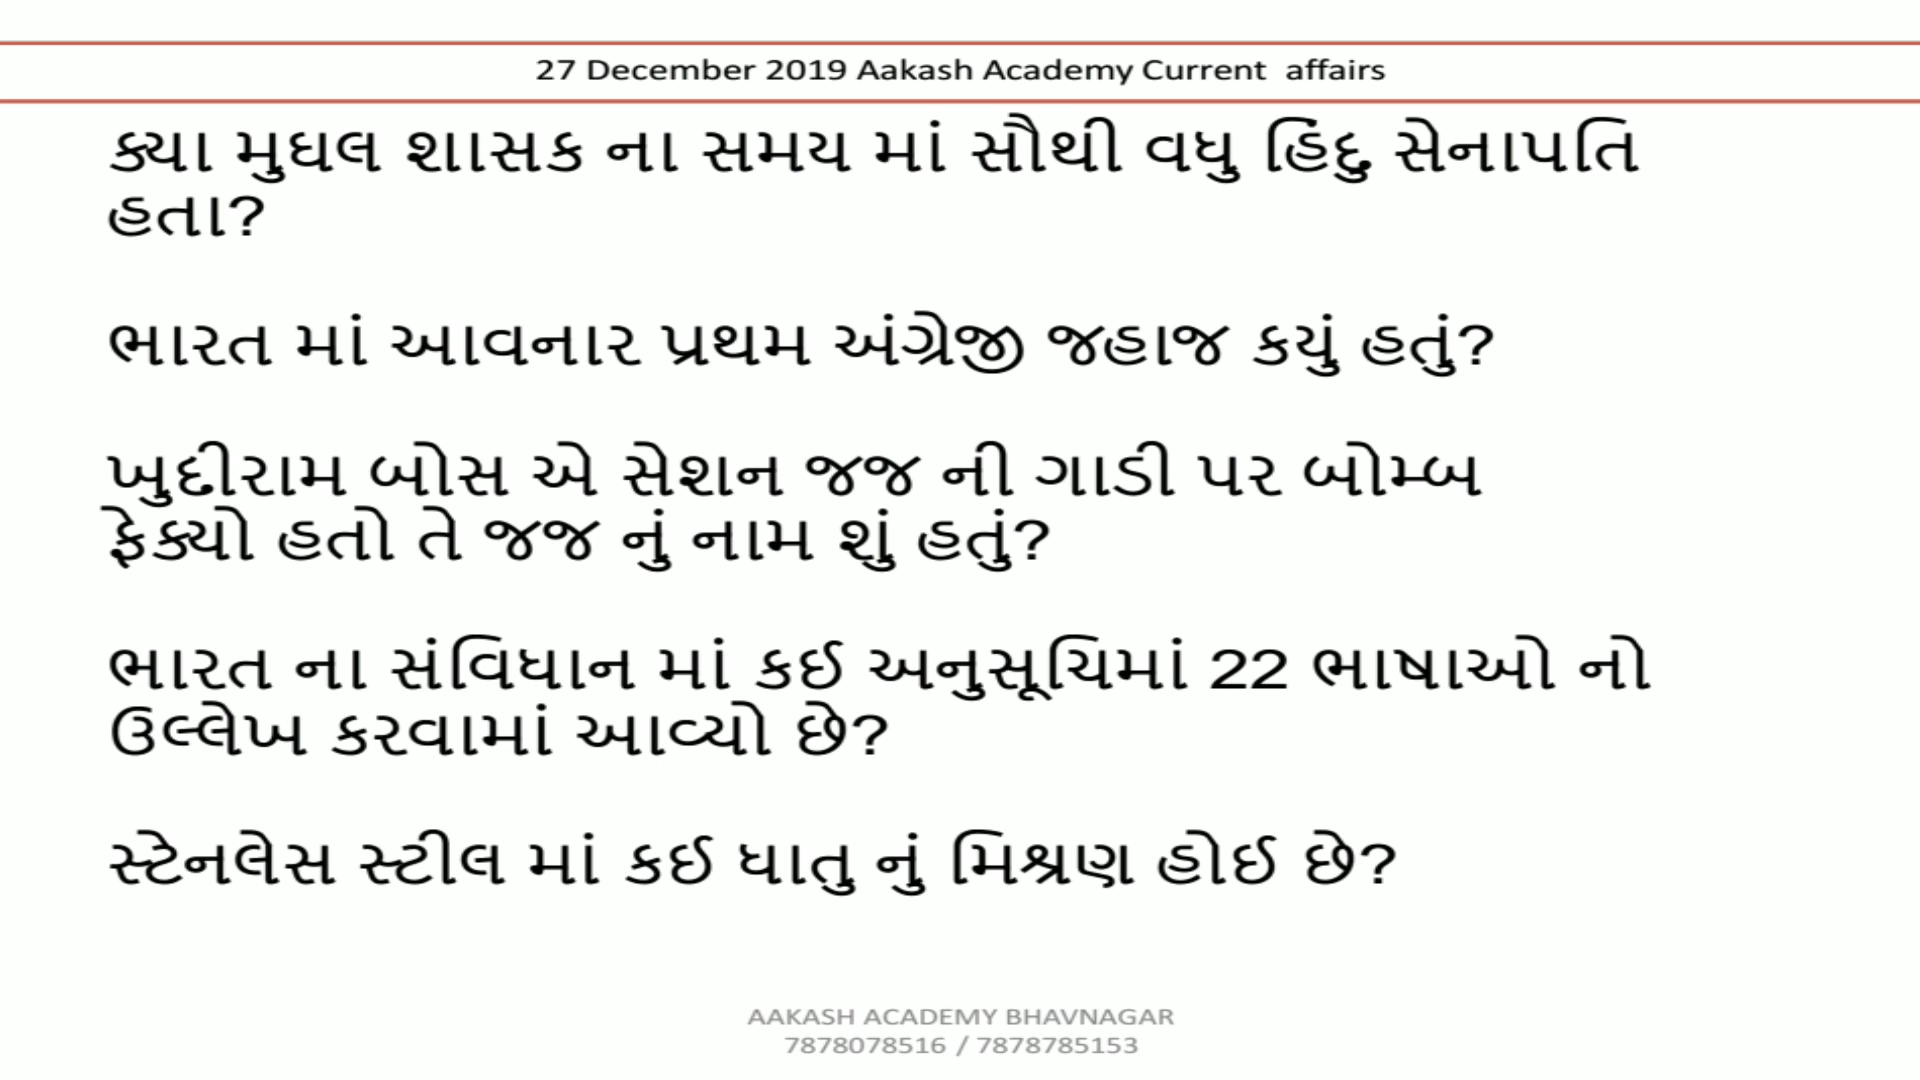 27 December 2019 Aakash Academy Current  affairs
ક્યા મુઘલ શાસક ના સમય માં સૌથી વધુ હિંદુ સેનાપતિ
હતા?
ભારત માં આવનાર પ્રથમ અંગ્રેજી જહાજ કયું હતું?
ખુદીરામ બોસ એ સેશન જજ ની ગાડી પર બોમ્બ
ફેક્યો હતો તે જજ નું નામ શું હતું?
ભારત ના સંવિધાન માં કઈ અનુસૂચિમાં 22 ભાષાઓ નો
ઉલ્લેખ કરવામાં આવ્યો છે?
સ્ટેનલેસ સ્ટીલ માં કઈ ધાતુ નું મિશ્રણ હોઈ છે?
AAKASH ACADEMY BHAVNAGAR
7878078516 / 7878785153